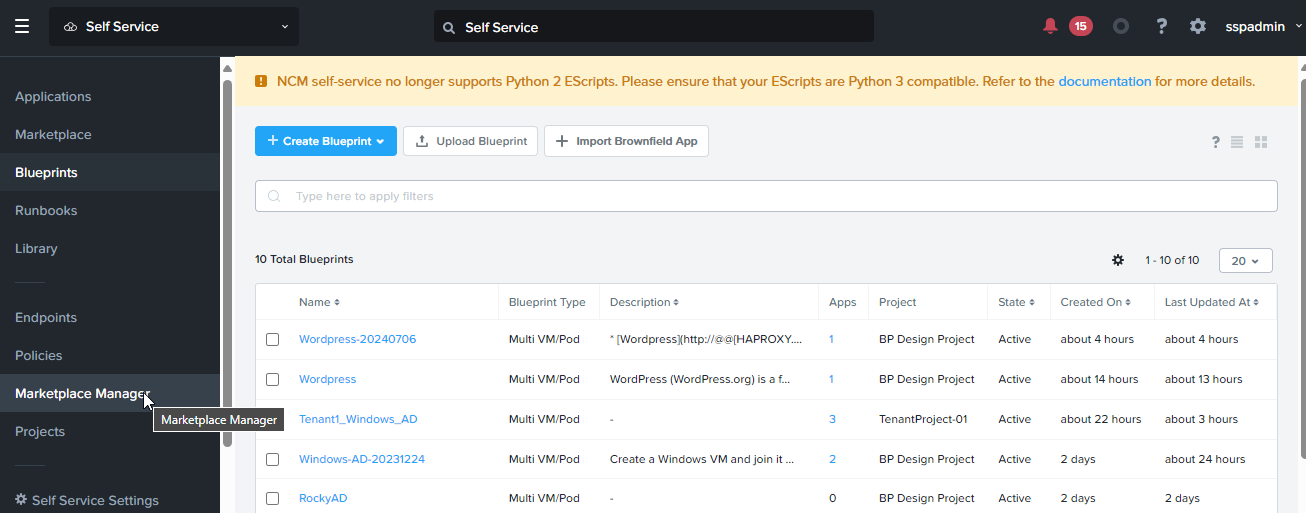 Self Service
Self Service
15
?
sspadmin
Applications
Marketplace
Blueprints
Runbooks
Library
Endpoints
Policies
Marketplace Manager
Marketplace Manager
Projects
Self Service Settings
NCM self-service no longer supports Python 2 EScripts. Please ensure that your EScripts are Python 3 compatible. Refer to the documentation for more details.
+ Create Blueprint
Upload Blueprint
+ Import Brownfield App
?
Type here to apply filters
10 Total Blueprints
1 - 10 of 10
20
Name Blueprint Type Description Apps Project State Created On Last Updated At
Wordpress-20240706 Multi VM/Pod * [Wordpress](http://@@{HAPROXY.... 1 BP Design Project Active about 4 hours about 4 hours
Wordpress Multi VM/Pod WordPress (WordPress.org) is a f... 1 BP Design Project Active about 14 hours about 13 hours
Tenant1_Windows_AD Multi VM/Pod - 3 TenantProject-01 Active about 22 hours about 3 hours
Windows-AD-20231224 Multi VM/Pod Create a Windows VM and join it ... 2 BP Design Project Active 2 days about 24 hours
RockyAD Multi VM/Pod - 0 BP Design Project Active 2 days 2 days